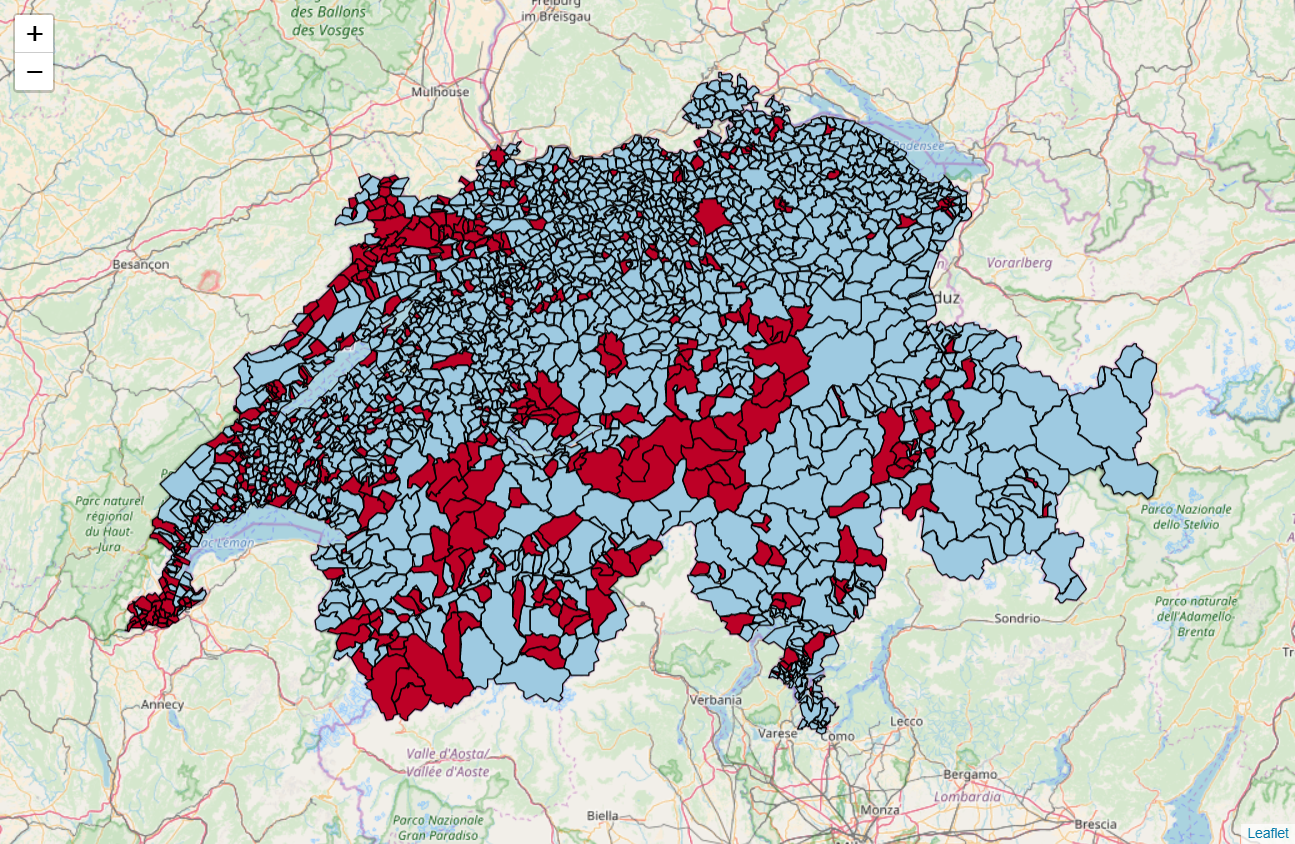 Freiburg
im Breisgau
des Ballons
des Vosges
+
−
Mulhouse
Bodensee
Besançon
Vorarlberg
duz
Parc naturel
régional
du Haut-
Jura
Parco Nazionale
dello Stelvio
Parco naturale
dell'Adamello-
Brenta
Sondrio
Annecy
Verbania
Lecco
Varese
Como
Valle d'Aosta/
Vallée d'Aoste
Bergamo
Lombardia
Biella
Monza
Brescia
Parco Nazionale
Gran Paradiso
Leaflet